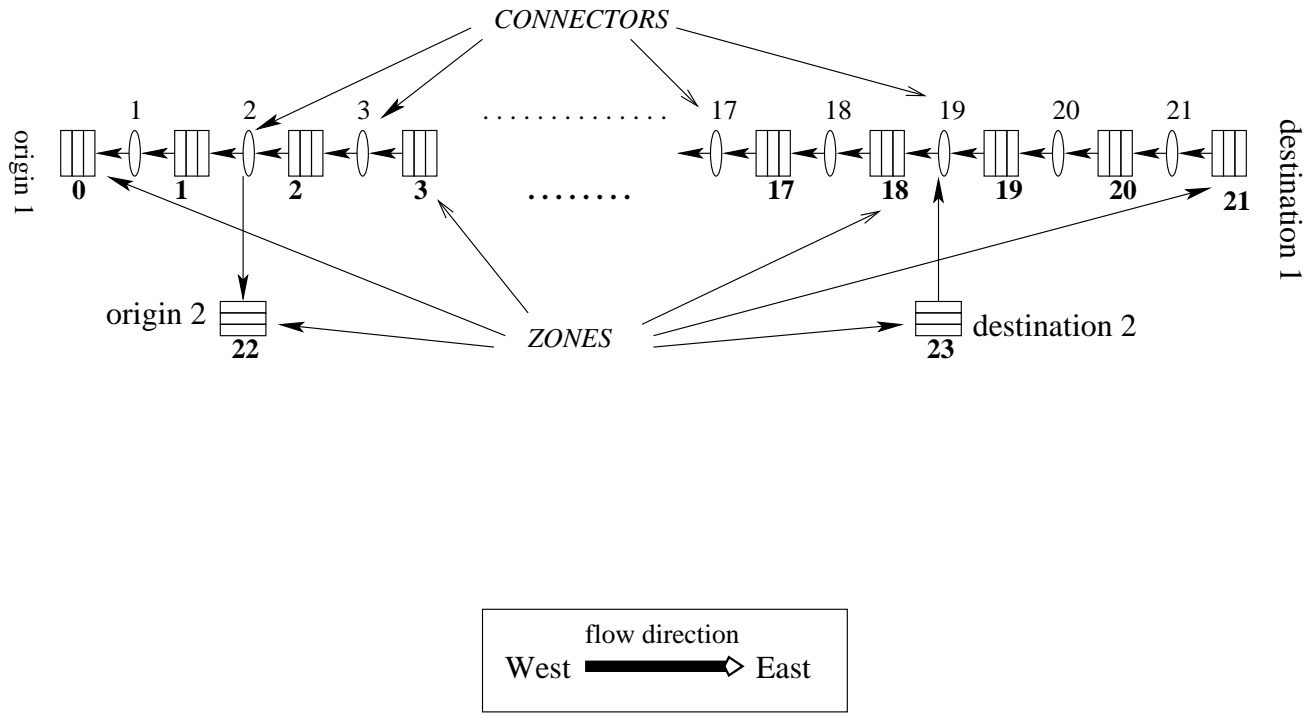 CONNECTORS
1 2 3 .............. 17 18 19 20 21
origin 1
destination 1
0 1 2 3 ........ 17 18 19 20 21
origin 2
destination 2
22 ZONES 23
flow direction
West East